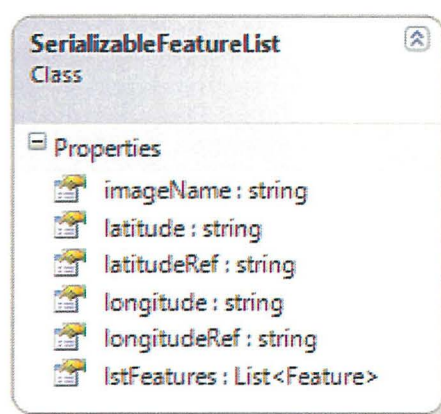 SerializableFeatureList
Class
Properties
imageName : string
latitude : string
latitudeRef : string
longitude : string
longitudeRef : string
lstFeatures : List<Feature>